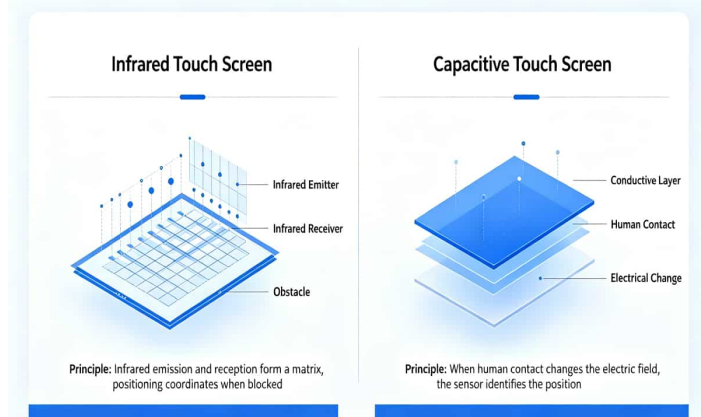 Infrared Touch Screen
Infrared Emitter
Infrared Receiver
Obstacle
Principle: Infrared emission and reception form a matrix,
positioning coordinates when blocked
Capacitive Touch Screen
Conductive Layer
Human Contact
Electrical Change
Principle: When human contact changes the electric field,
the sensor identifies the position